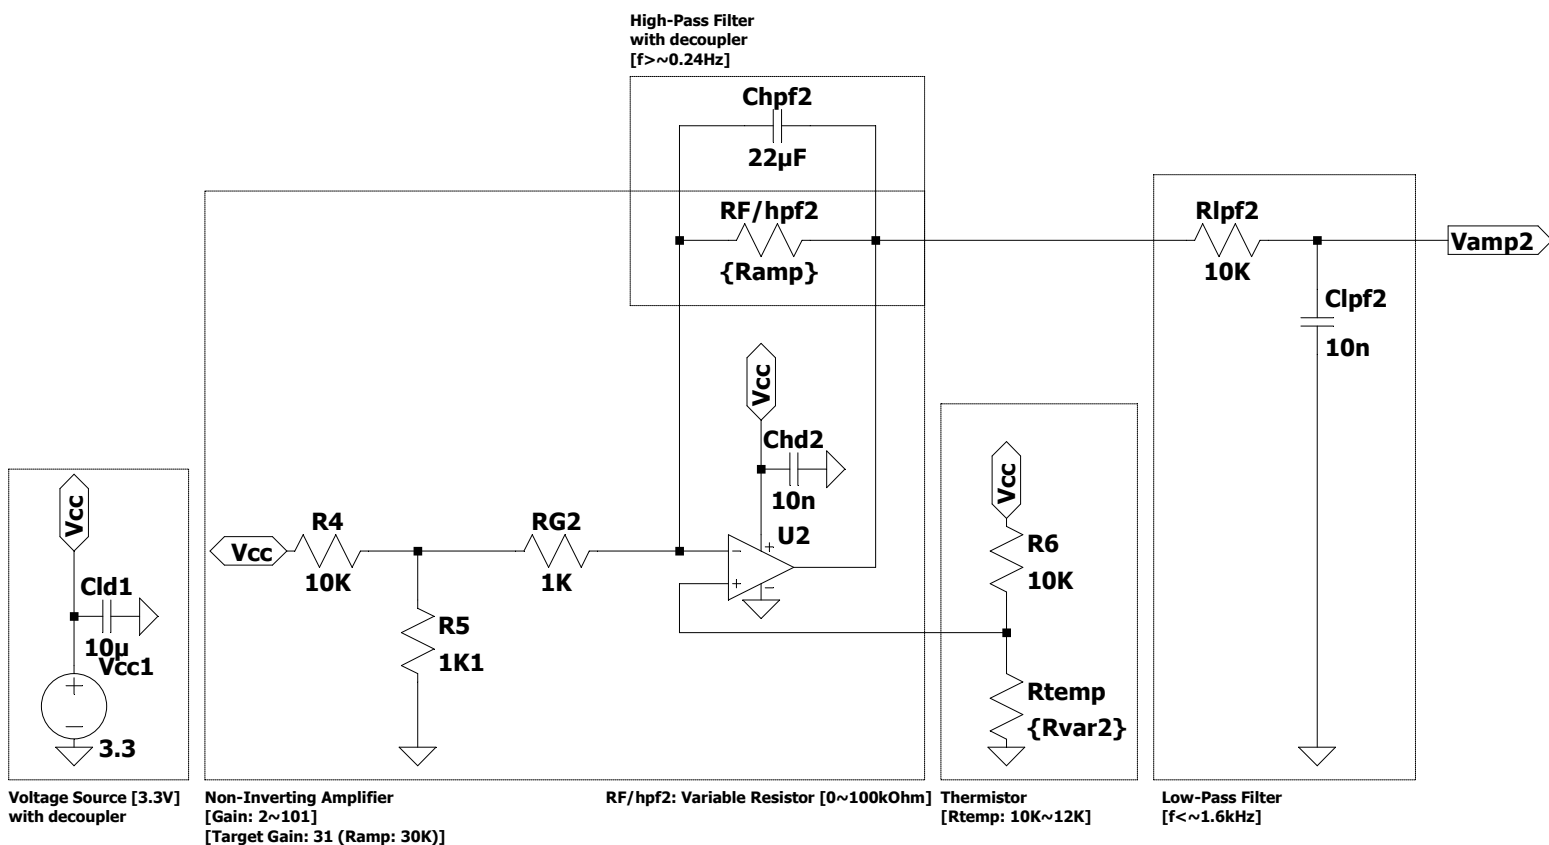 High-Pass Filter
with decoupler
[f>~0.24Hz]
Chpf2
22µF
RF/hpf2
{Ramp}
Rlpf2
10K
Vamp2
Clpf2
10n
Vcc
Chd2
10n
U2
Vcc
R4
10K
RG2
1K
R5
1K1
Vcc
R6
10K
Rtemp
{Rvar2}
Vcc
Cld1
10µ
Vcc1
3.3
Voltage Source [3.3V]
with decoupler
Non-Inverting Amplifier
[Gain: 2~101]
[Target Gain: 31 (Ramp: 30K)]
RF/hpf2: Variable Resistor [0~100kOhm]
Thermistor
[Rtemp: 10K~12K]
Low-Pass Filter
[f<~1.6kHz]